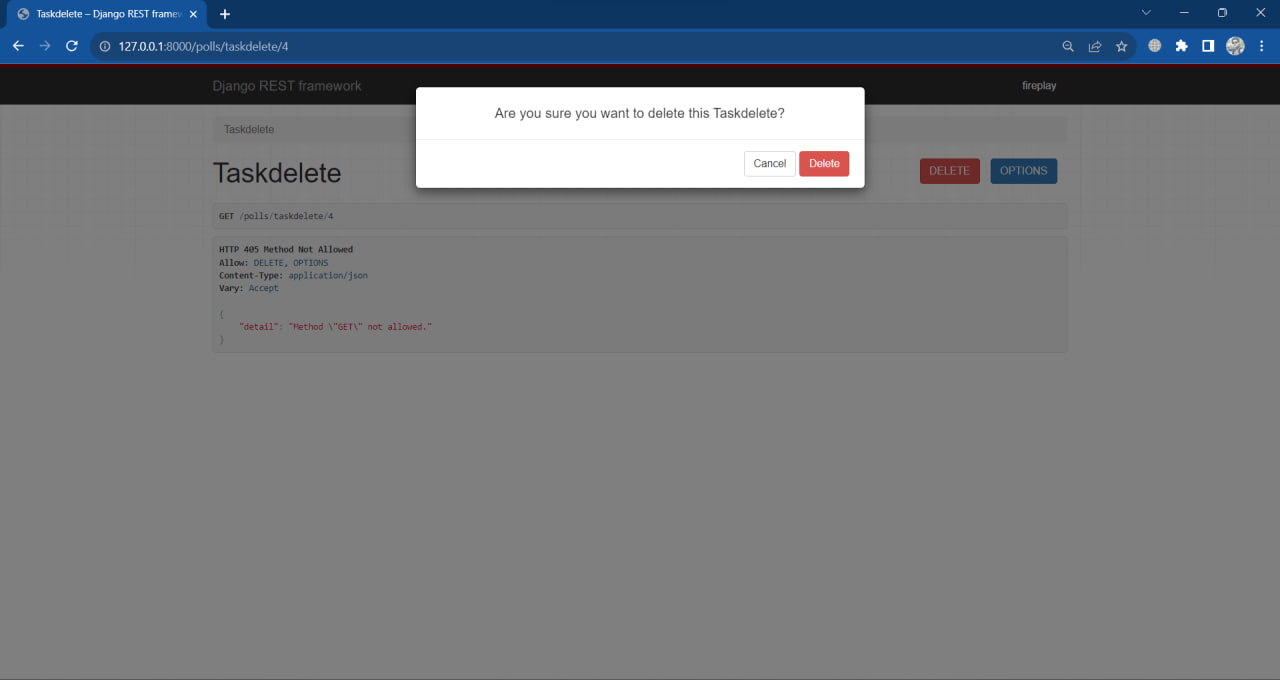 Taskdelete – Django REST framew
127.0.0.1:8000/polls/taskdelete/4
Django REST framework
fireplay
Are you sure you want to delete this Taskdelete?
Cancel
Delete
Taskdelete
Taskdelete
DELETE
OPTIONS
GET /polls/taskdelete/4
HTTP 405 Method Not Allowed
Allow: DELETE, OPTIONS
Content-Type: application/json
Vary: Accept
{
"detail": "Method \"GET\" not allowed."
}